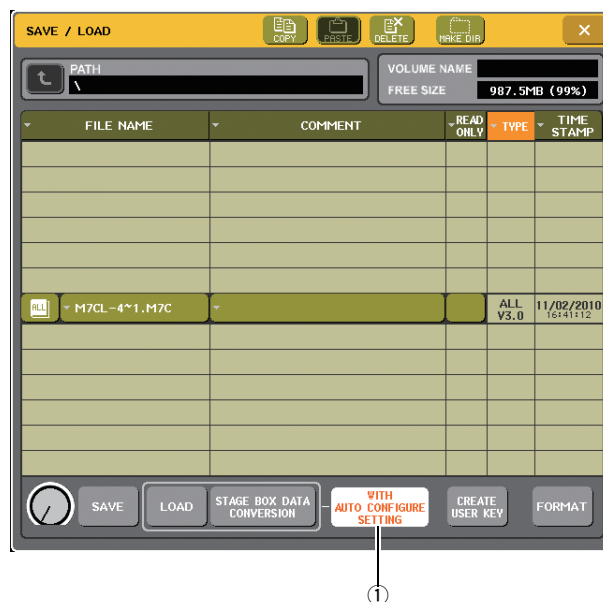 SAVE / LOAD
COPY
PASTE
DELETE
MAKE DIR
×
PATH
\
VOLUME NAME
FREE SIZE
987.5MB (99%)
FILE NAME
COMMENT
READ ONLY
TYPE
TIME STAMP
ALL
M7CL-4~1.M7C
ALL V3.0
11/02/2010
16:41:12
SAVE
LOAD
STAGE BOX DATA
CONVERSION
WITH
AUTO CONFIGURE
SETTING
CREATE
USER KEY
FORMAT
①